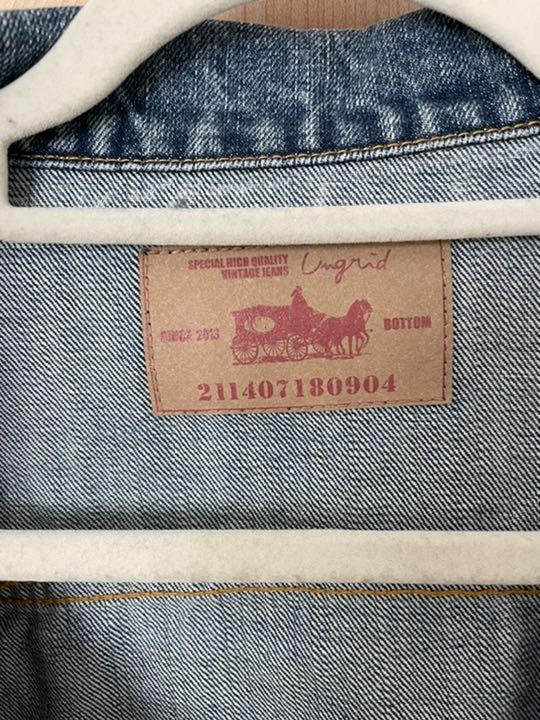 SPECIAL HIGH QUALITY
VINTAGE JEANS
Ungrid
SINCE 2013
BOTTOM
211407180904